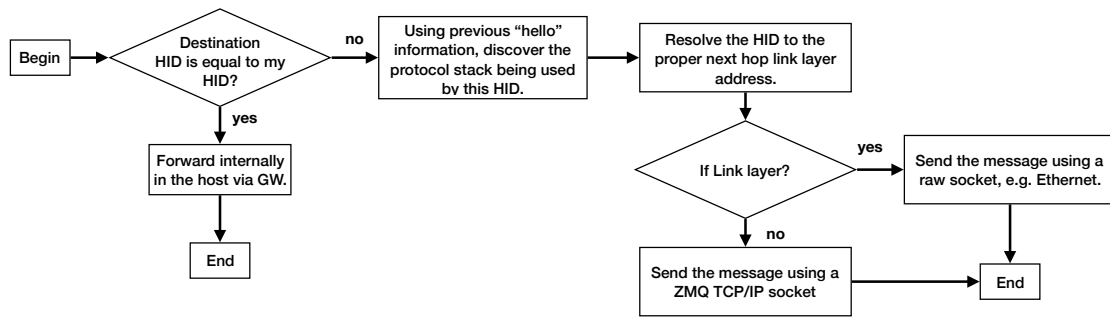 Begin
Destination
HID is equal to my
HID?
no
yes
Forward internally
in the host via GW.
End
Using previous “hello”
information, discover the
protocol stack being used
by this HID.
Resolve the HID to the
proper next hop link layer
address.
If Link layer?
yes
no
Send the message using a
raw socket, e.g. Ethernet.
Send the message using a
ZMQ TCP/IP socket
End